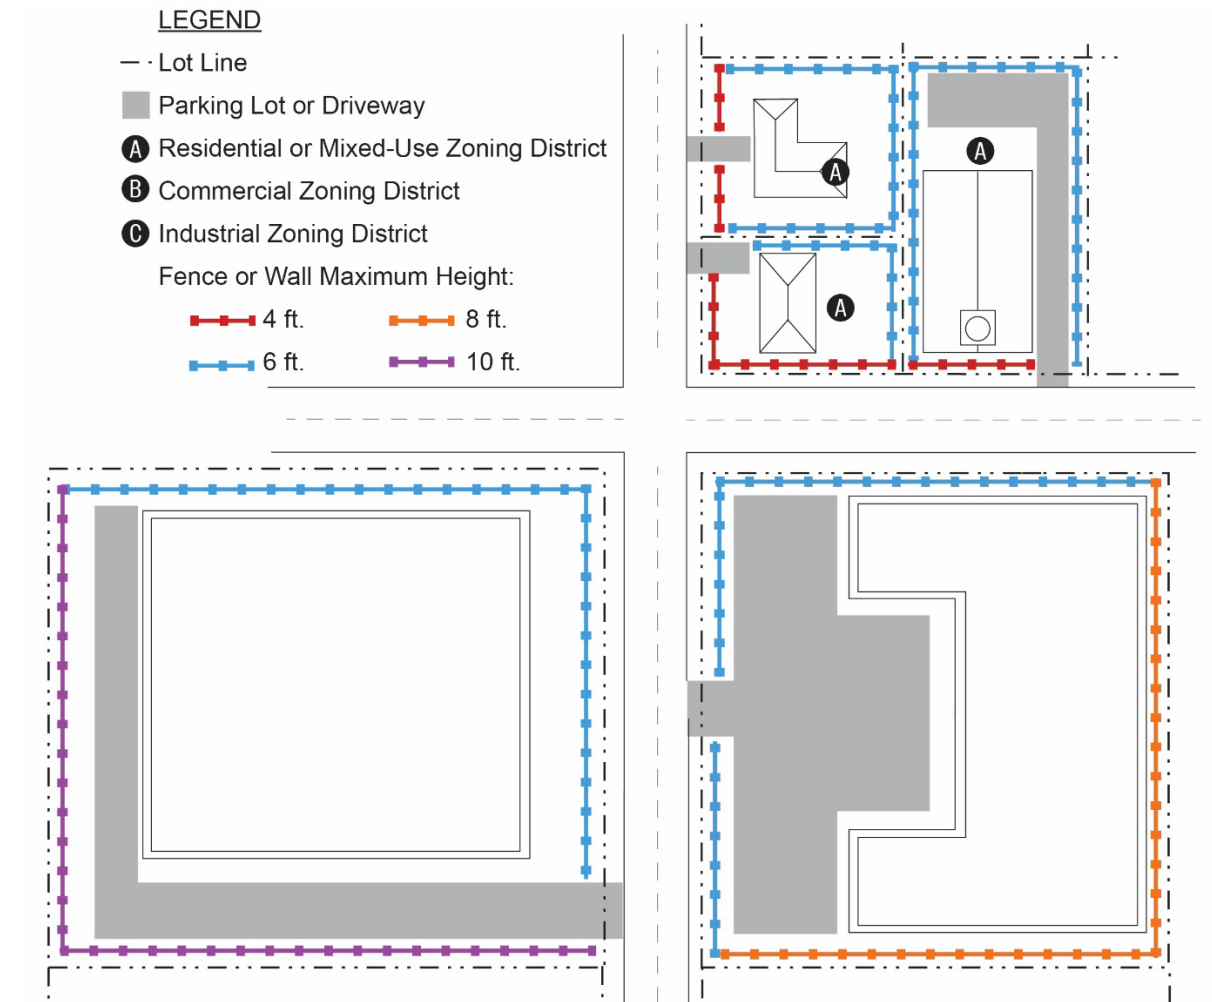 LEGEND
Lot Line
Parking Lot or Driveway
A Residential or Mixed-Use Zoning District
B Commercial Zoning District
C Industrial Zoning District
Fence or Wall Maximum Height:
4 ft. 8 ft.
6 ft. 10 ft.
A
A
A